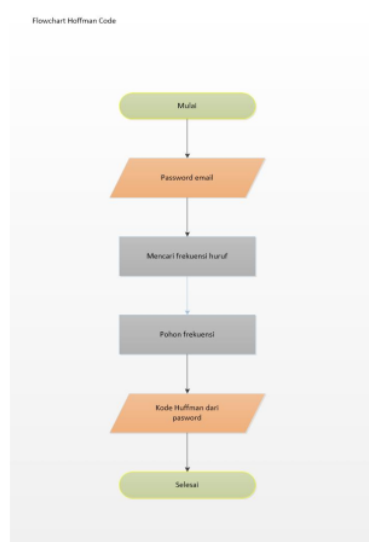 Flowchart Hoffman Code
Mulai
Password email
Mencari frekuensi huruf
Pohon frekuensi
Kode Huffman dari
pasword
Selesai